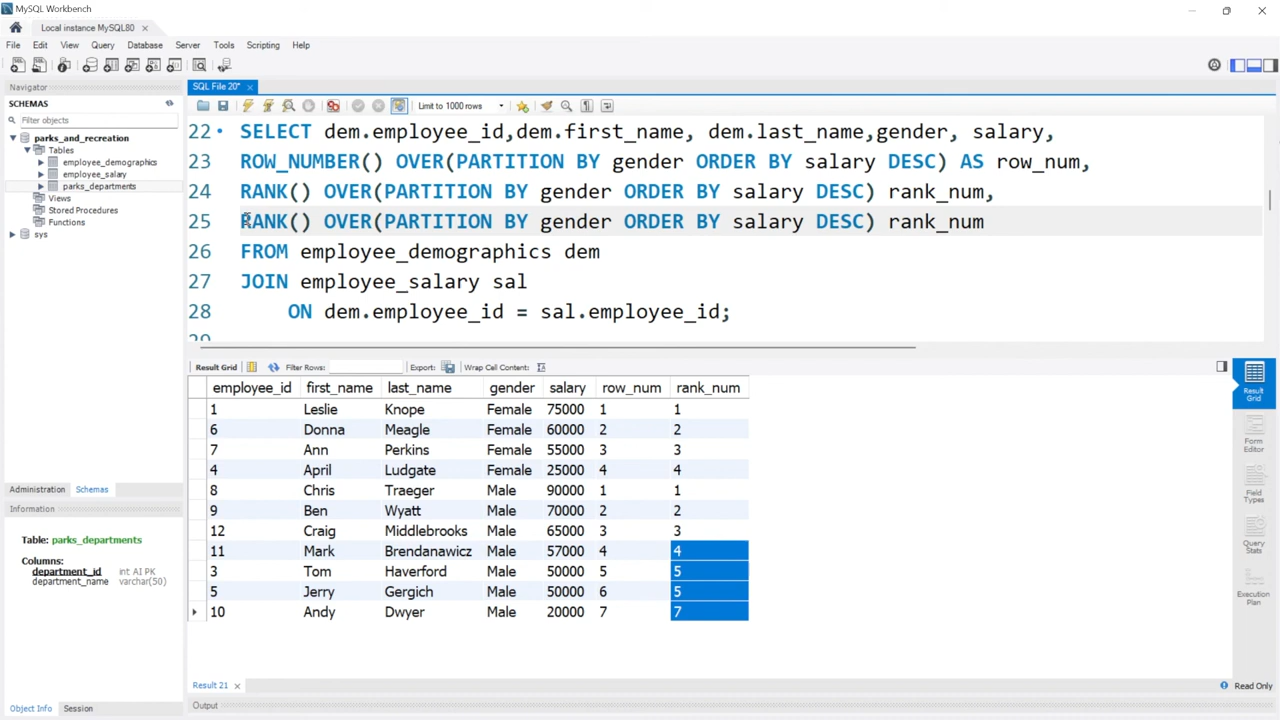 MySQL Workbench
Local instance MySQL80
File Edit View Query Database Server Tools Scripting Help
Navigator
SCHEMAS
Filter objects
parks_and_recreation
Tables
employee_demographics
employee_salary
parks_departments
Views
Stored Procedures
Functions
sys
Administration Schemas
Information
Table: parks_departments
Columns:
department_id int AI PK
department_name varchar(50)
Object Info Session
SQL File 20*
Limit to 1000 rows
22 SELECT dem.employee_id,dem.first_name, dem.last_name,gender, salary,
23 ROW_NUMBER() OVER(PARTITION BY gender ORDER BY salary DESC) AS row_num,
24 RANK() OVER(PARTITION BY gender ORDER BY salary DESC) rank_num,
25 RANK() OVER(PARTITION BY gender ORDER BY salary DESC) rank_num
26 FROM employee_demographics dem
27 JOIN employee_salary sal
28 ON dem.employee_id = sal.employee_id;
Result Grid Filter Rows: Export: Wrap Cell Content:
employee_id first_name last_name gender salary row_num rank_num
1 Leslie Knope Female 75000 1 1
6 Donna Meagle Female 60000 2 2
7 Ann Perkins Female 55000 3 3
4 April Ludgate Female 25000 4 4
8 Chris Traeger Male 90000 1 1
9 Ben Wyatt Male 70000 2 2
12 Craig Middlebrooks Male 65000 3 3
11 Mark Brendanawicz Male 57000 4 4
3 Tom Haverford Male 50000 5 5
5 Jerry Gergich Male 50000 6 5
10 Andy Dwyer Male 20000 7 7
Result Grid
Form Editor
Field Types
Query Stats
Execution Plan
Result 21
Read Only
Output